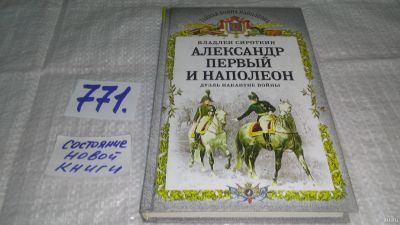 ВЛАДЛЕН СИРОТКИН
АЛЕКСАНДР
ПЕРВЫЙ
И НАПОЛЕОН
ДУЭЛЬ НАКАНУНЕ ВОЙНЫ
771.
СОСТОЯНИЕ
НОВОЙ
КНИГИ